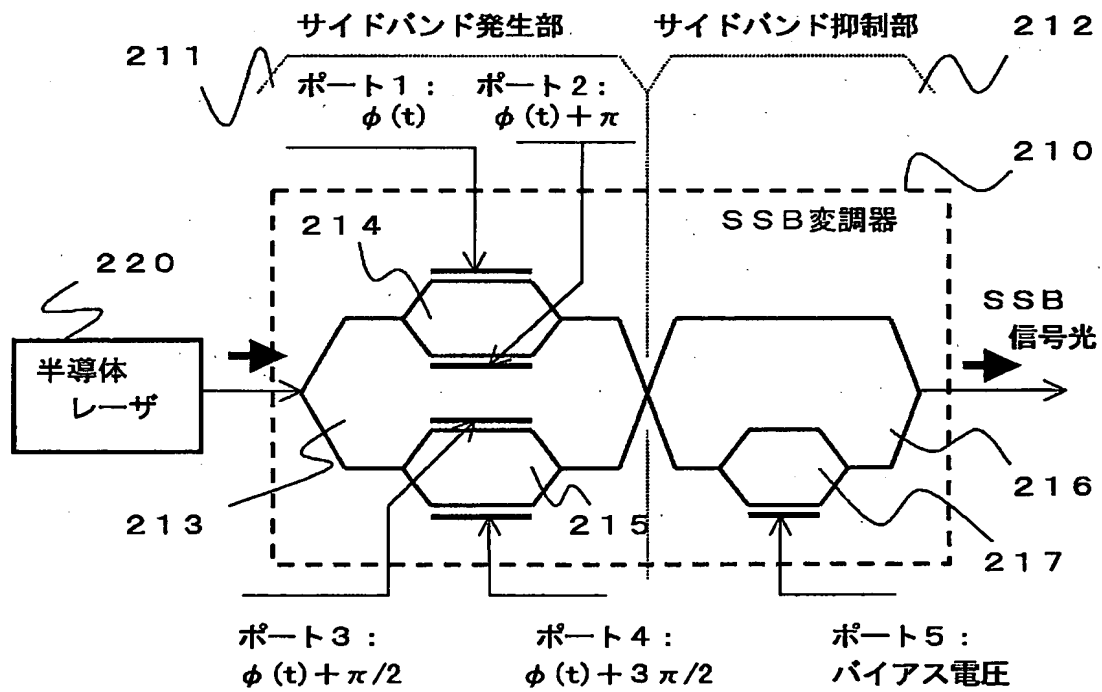 サイドバンド発生部
サイドバンド抑制部
211
212
ポート1：
φ(t)
ポート2：
φ(t)+π
210
SSB変調器
214
220
半導体
レーザ
SSB
信号光
213
215
216
217
ポート3：
φ(t)+π/2
ポート4：
φ(t)+3π/2
ポート5：
バイアス電圧